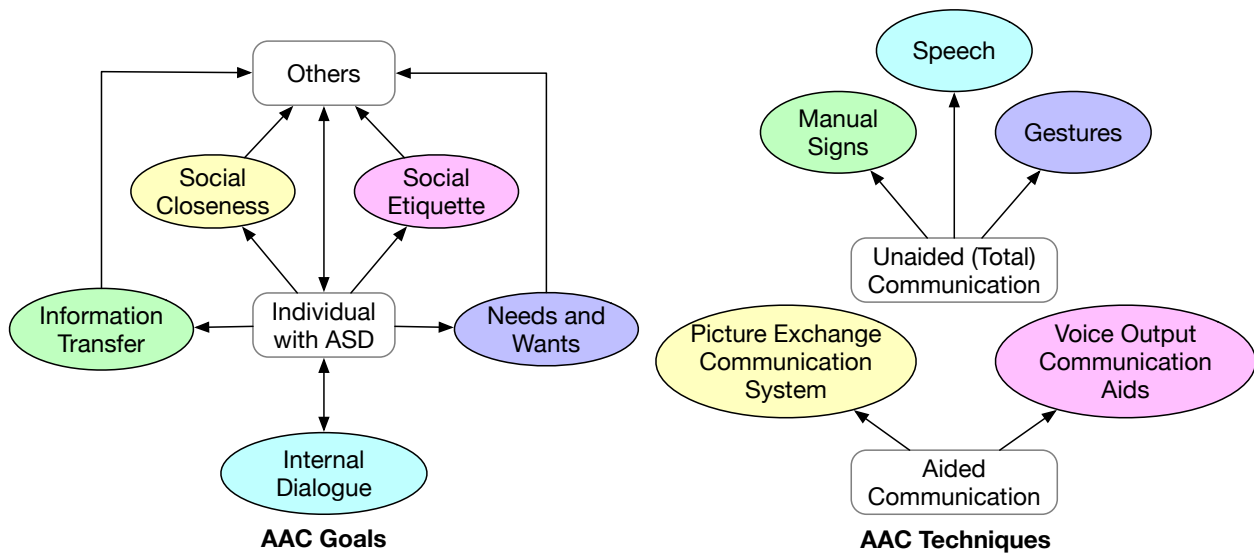 Others
Social
Closeness
Social
Etiquette
Information
Transfer
Individual
with ASD
Needs and
Wants
Internal
Dialogue
AAC Goals
Speech
Manual
Signs
Gestures
Unaided (Total)
Communication
Picture Exchange
Communication
System
Voice Output
Communication
Aids
Aided
Communication
AAC Techniques